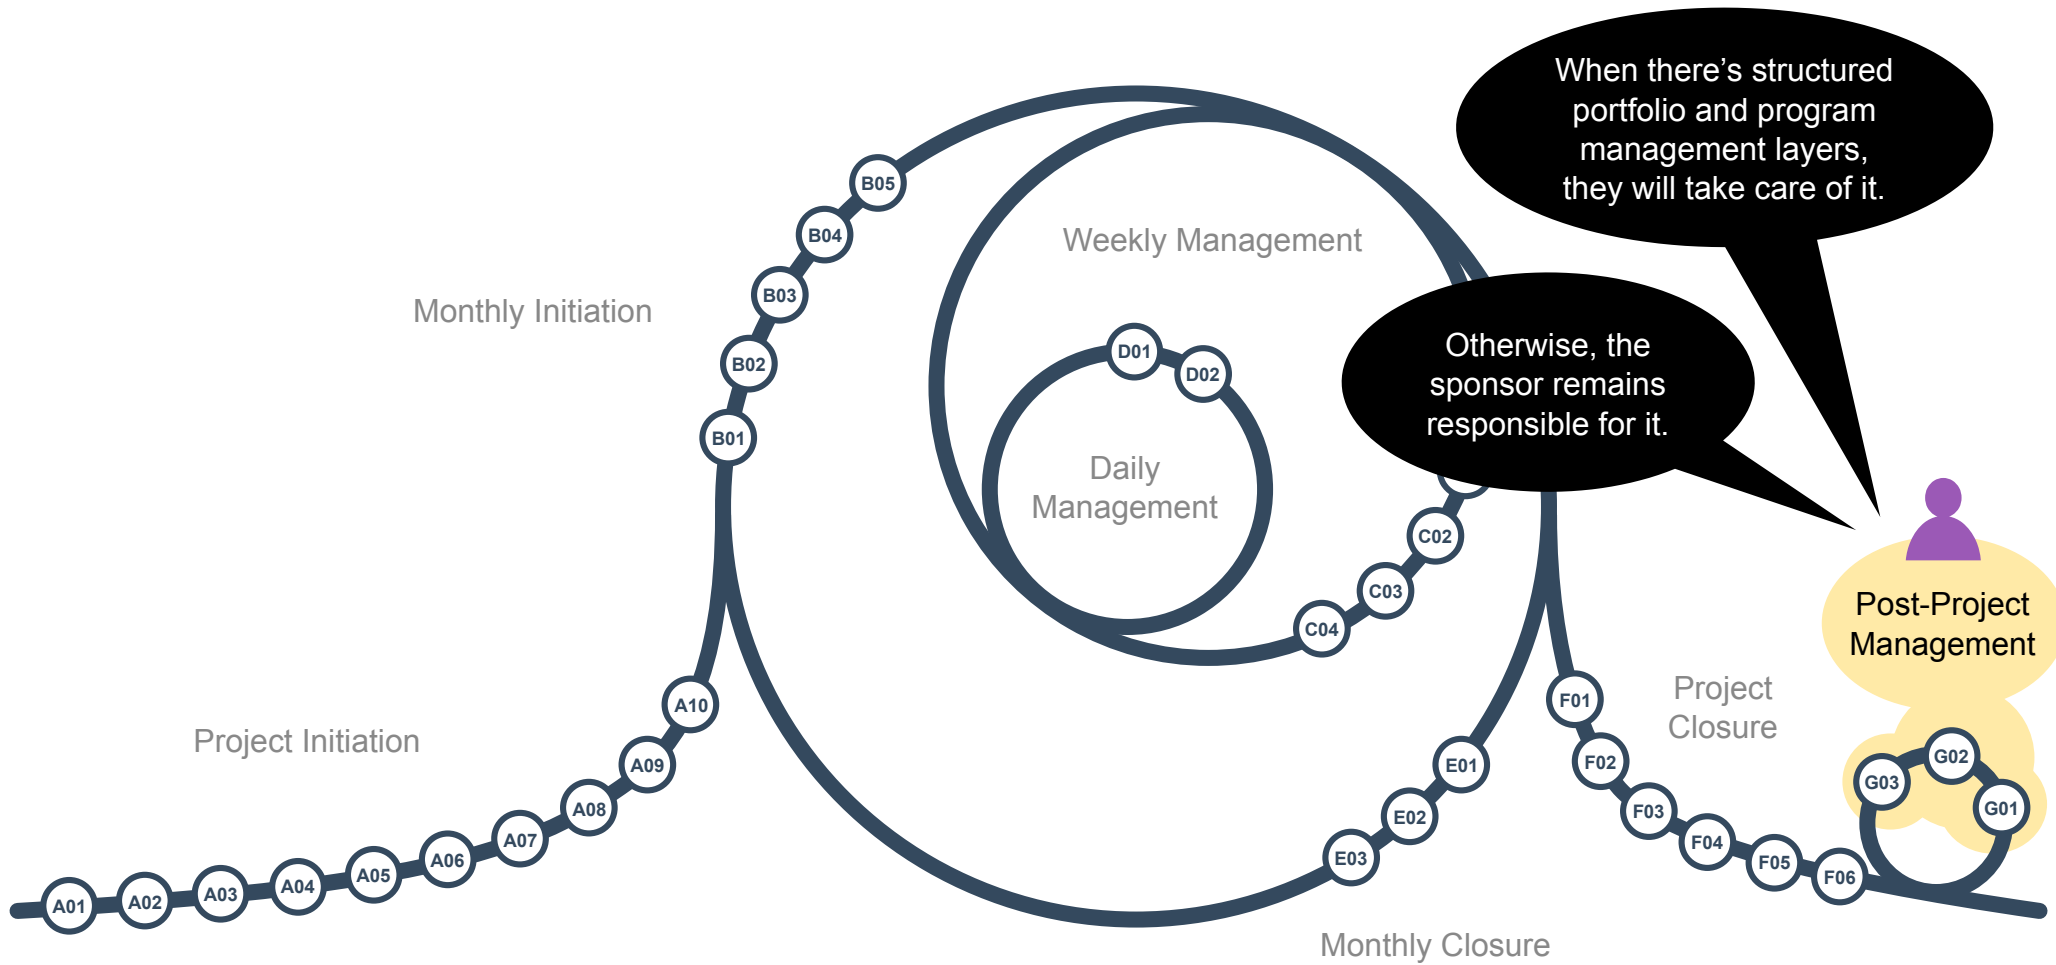 When there’s structured
portfolio and program
management layers,
they will take care of it.
Otherwise, the
sponsor remains
responsible for it.
Monthly Initiation
Weekly Management
Daily
Management
Project Initiation
Monthly Closure
Project
Closure
Post-Project
Management
A01
A02
A03
A04
A05
A06
A07
A08
A09
A10
B01
B02
B03
B04
B05
C02
C03
C04
D01
D02
E01
E02
E03
F01
F02
F03
F04
F05
F06
G01
G02
G03